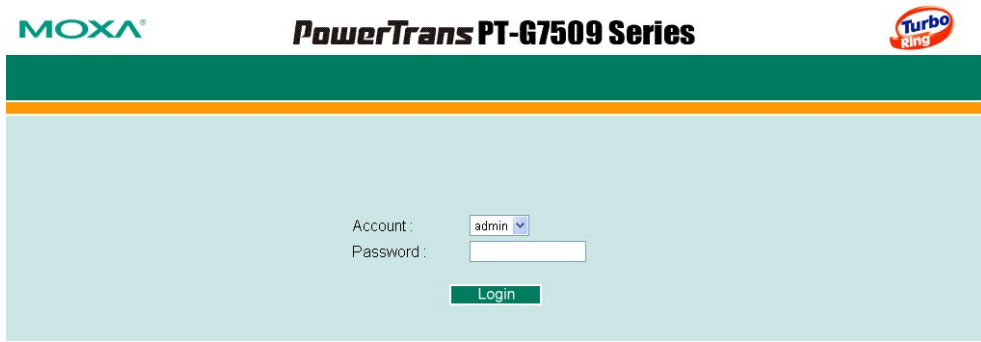 MOXA® PowerTrans PT-G7509 Series Turbo Ring
Account : admin
Password :
Login